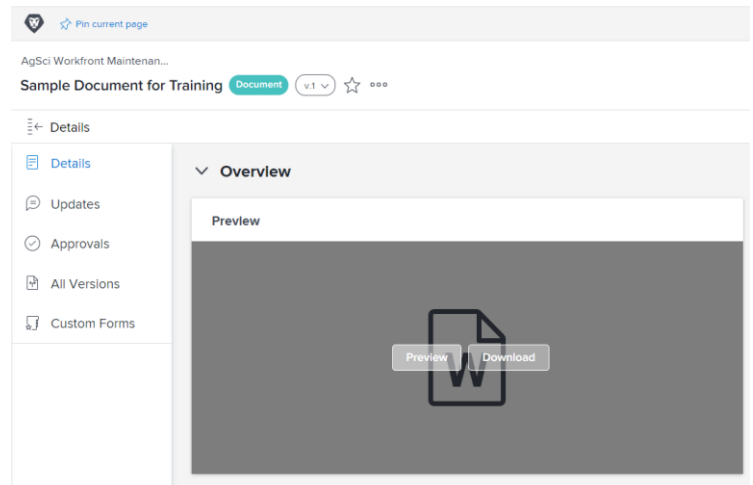 Pin current page
AgSci Workfront Maintenan...
Sample Document for Training Document v.1
Details
Details
Updates
Approvals
All Versions
Custom Forms
Overview
Preview
W
Preview Download